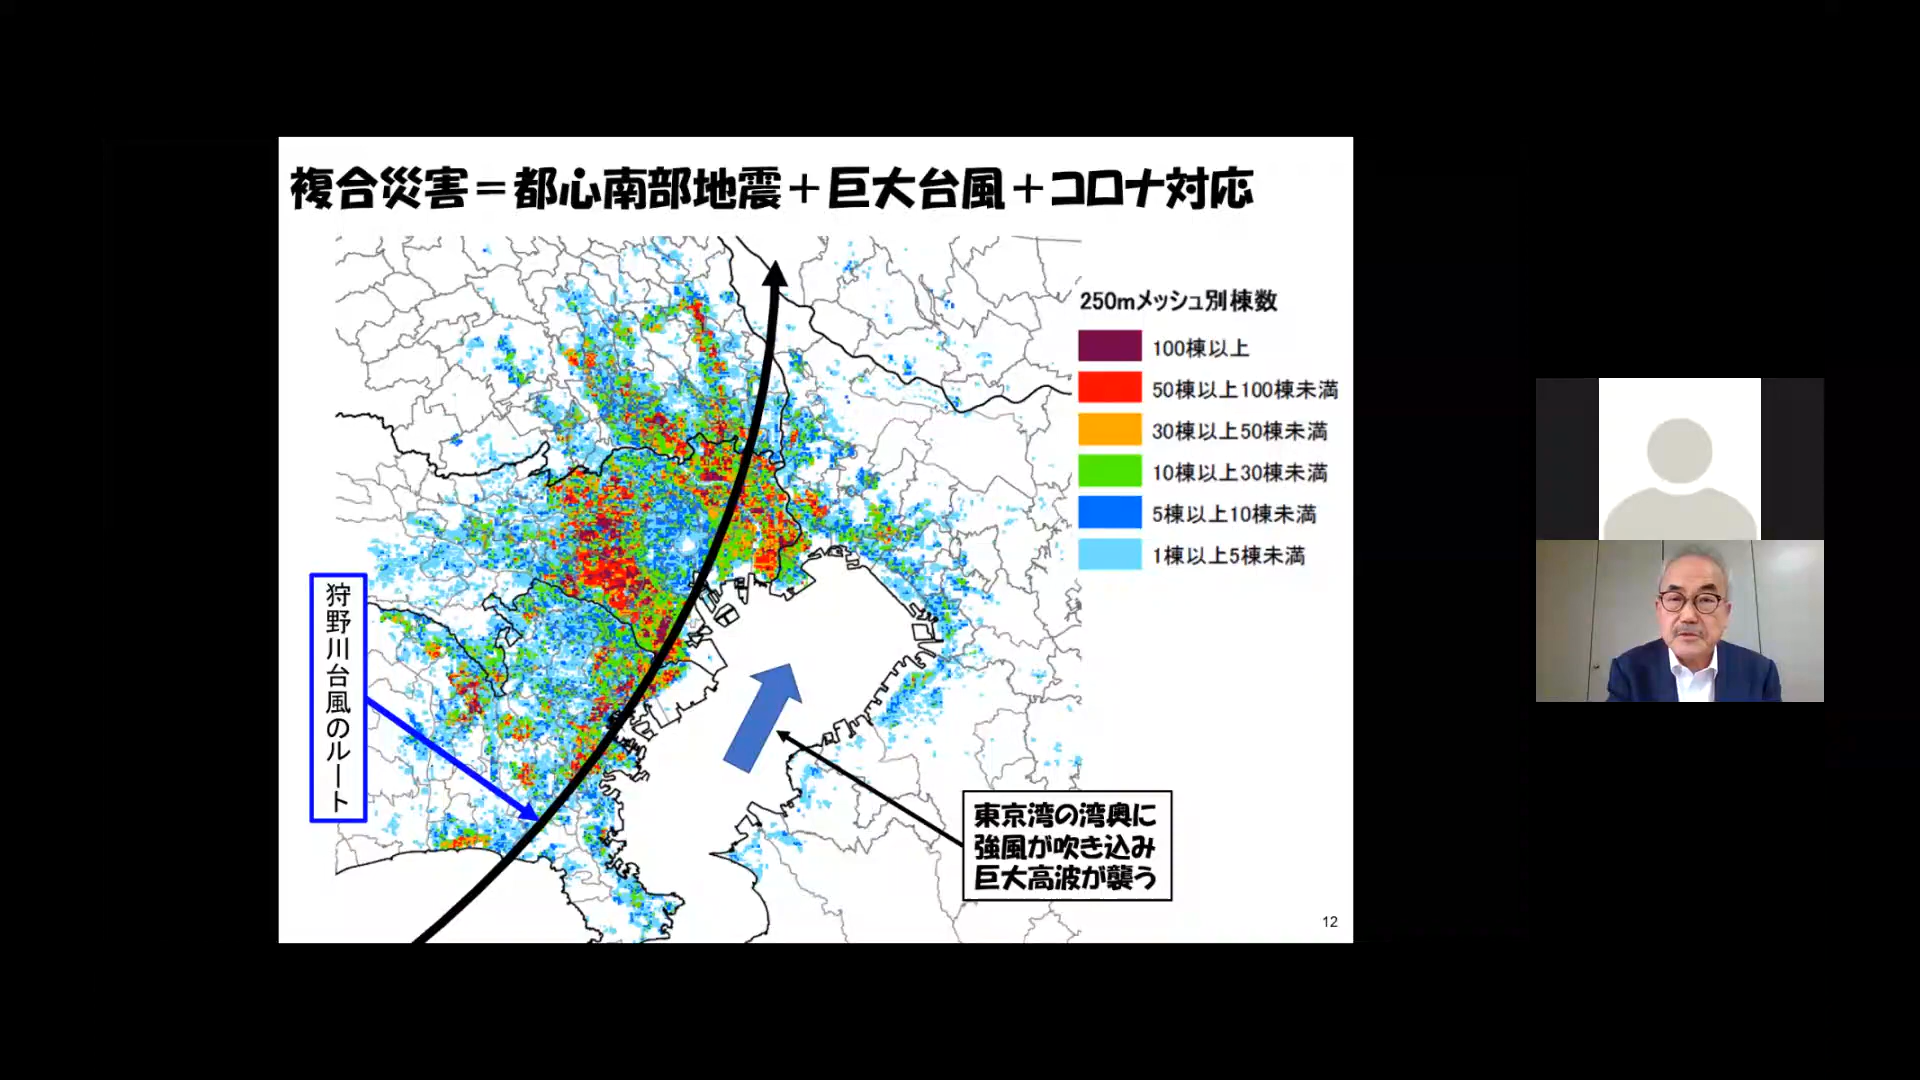 複合災害＝都心南部地震＋巨大台風＋コロナ対応
250mメッシュ別棟数
100棟以上
50棟以上100棟未満
30棟以上50棟未満
10棟以上30棟未満
5棟以上10棟未満
1棟以上5棟未満
狩野川台風のルート
東京湾の湾奥に
強風が吹き込み
巨大高波が襲う
12